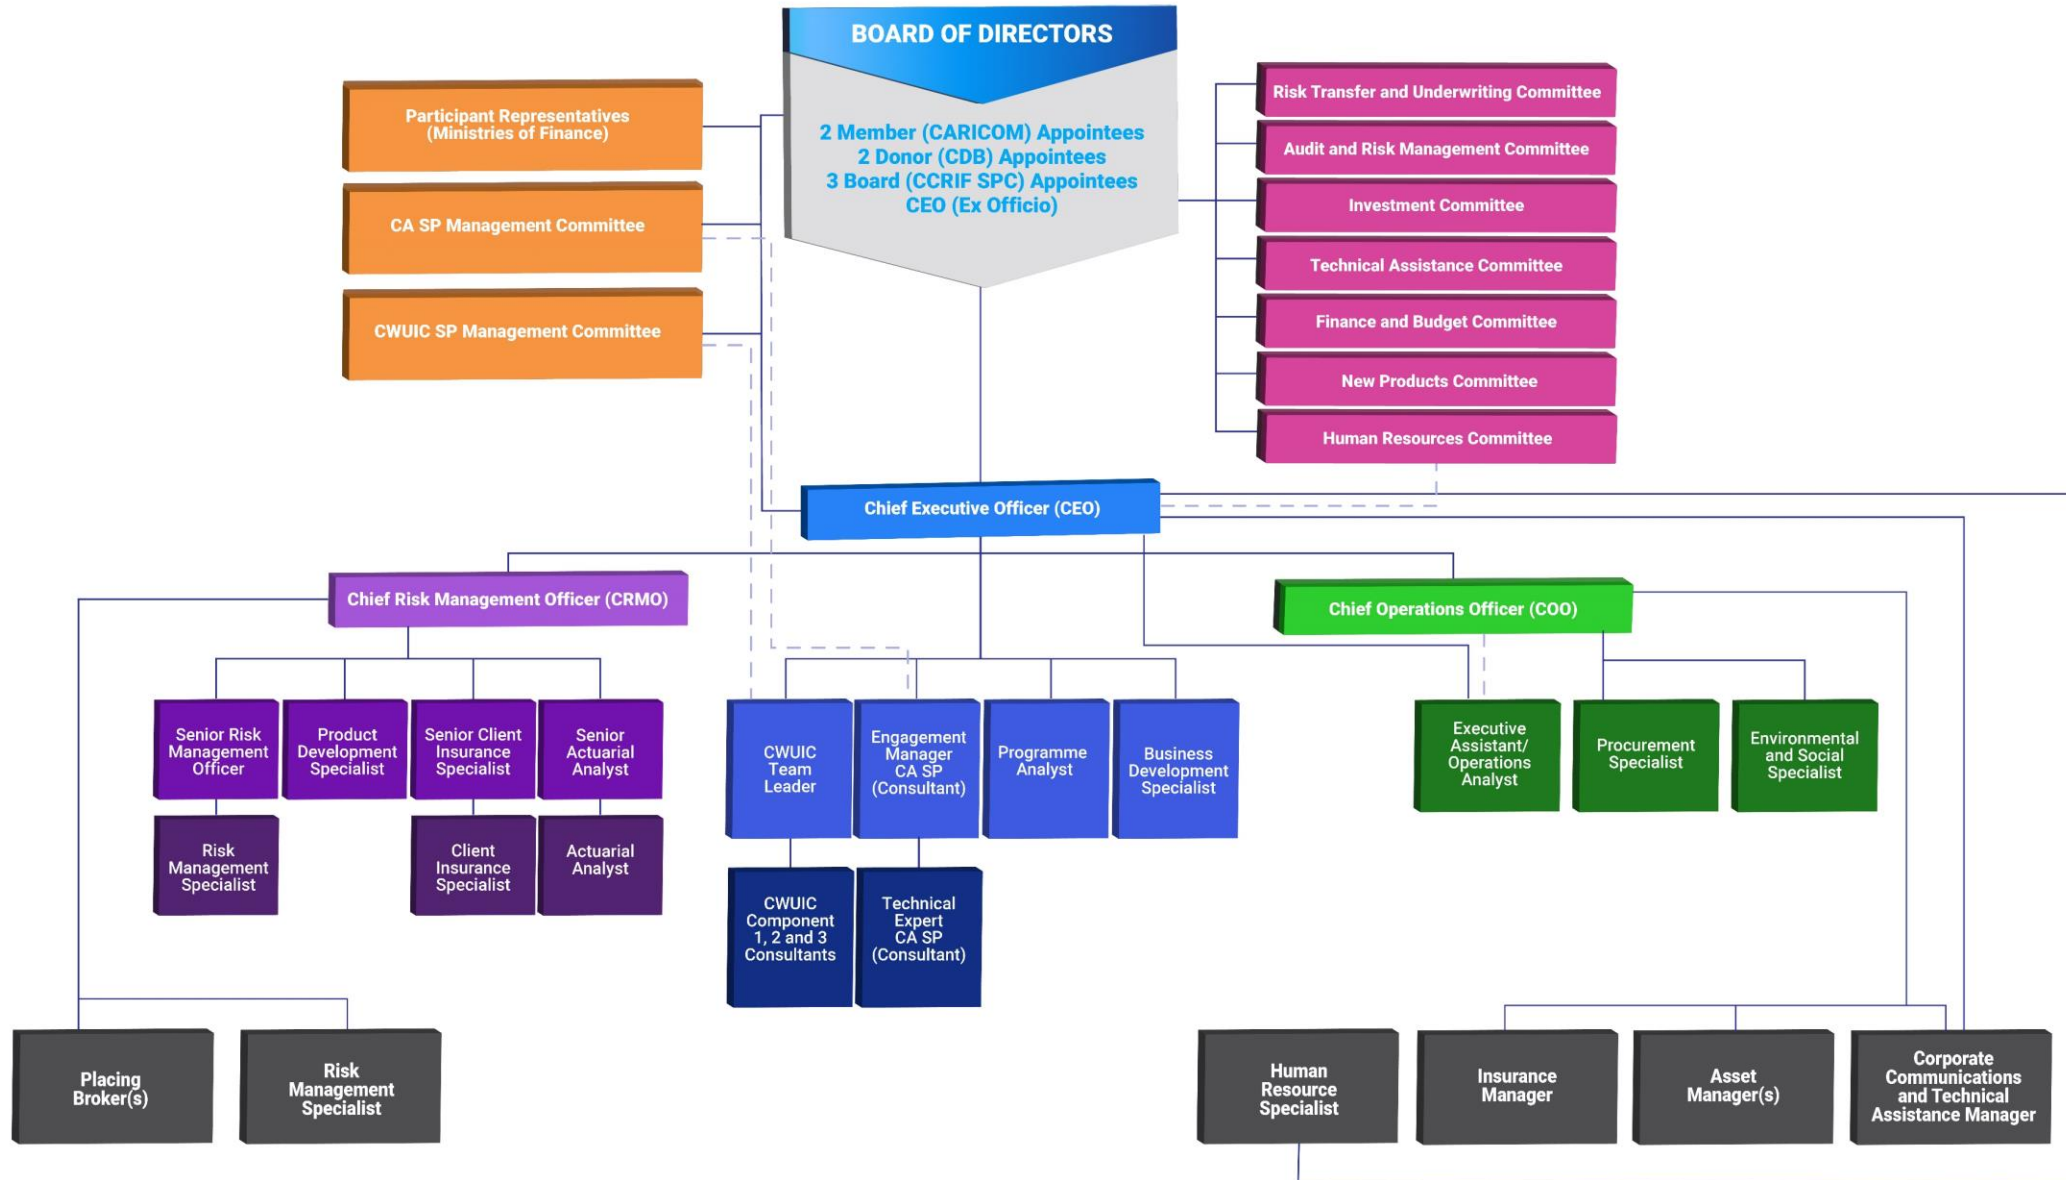 BOARD OF DIRECTORS
2 Member (CARICOM) Appointees
2 Donor (CDB) Appointees
3 Board (CCRIF SPC) Appointees
CEO (Ex Officio)
Participant Representatives
(Ministries of Finance)
CA SP Management Committee
CWUIC SP Management Committee
Risk Transfer and Underwriting Committee
Audit and Risk Management Committee
Investment Committee
Technical Assistance Committee
Finance and Budget Committee
New Products Committee
Human Resources Committee
Chief Executive Officer (CEO)
Chief Risk Management Officer (CRMO)
Chief Operations Officer (COO)
Senior Risk
Management
Officer
Product
Development
Specialist
Senior Client
Insurance
Specialist
Senior
Actuarial
Analyst
Risk
Management
Specialist
Client
Insurance
Specialist
Actuarial
Analyst
CWUIC
Team
Leader
Engagement
Manager
CA SP
(Consultant)
Programme
Analyst
Business
Development
Specialist
CWUIC
Component
1, 2 and 3
Consultants
Technical
Expert
CA SP
(Consultant)
Executive
Assistant/
Operations
Analyst
Procurement
Specialist
Environmental
and Social
Specialist
Placing
Broker(s)
Risk
Management
Specialist
Human
Resource
Specialist
Insurance
Manager
Asset
Manager(s)
Corporate
Communications
and Technical
Assistance Manager